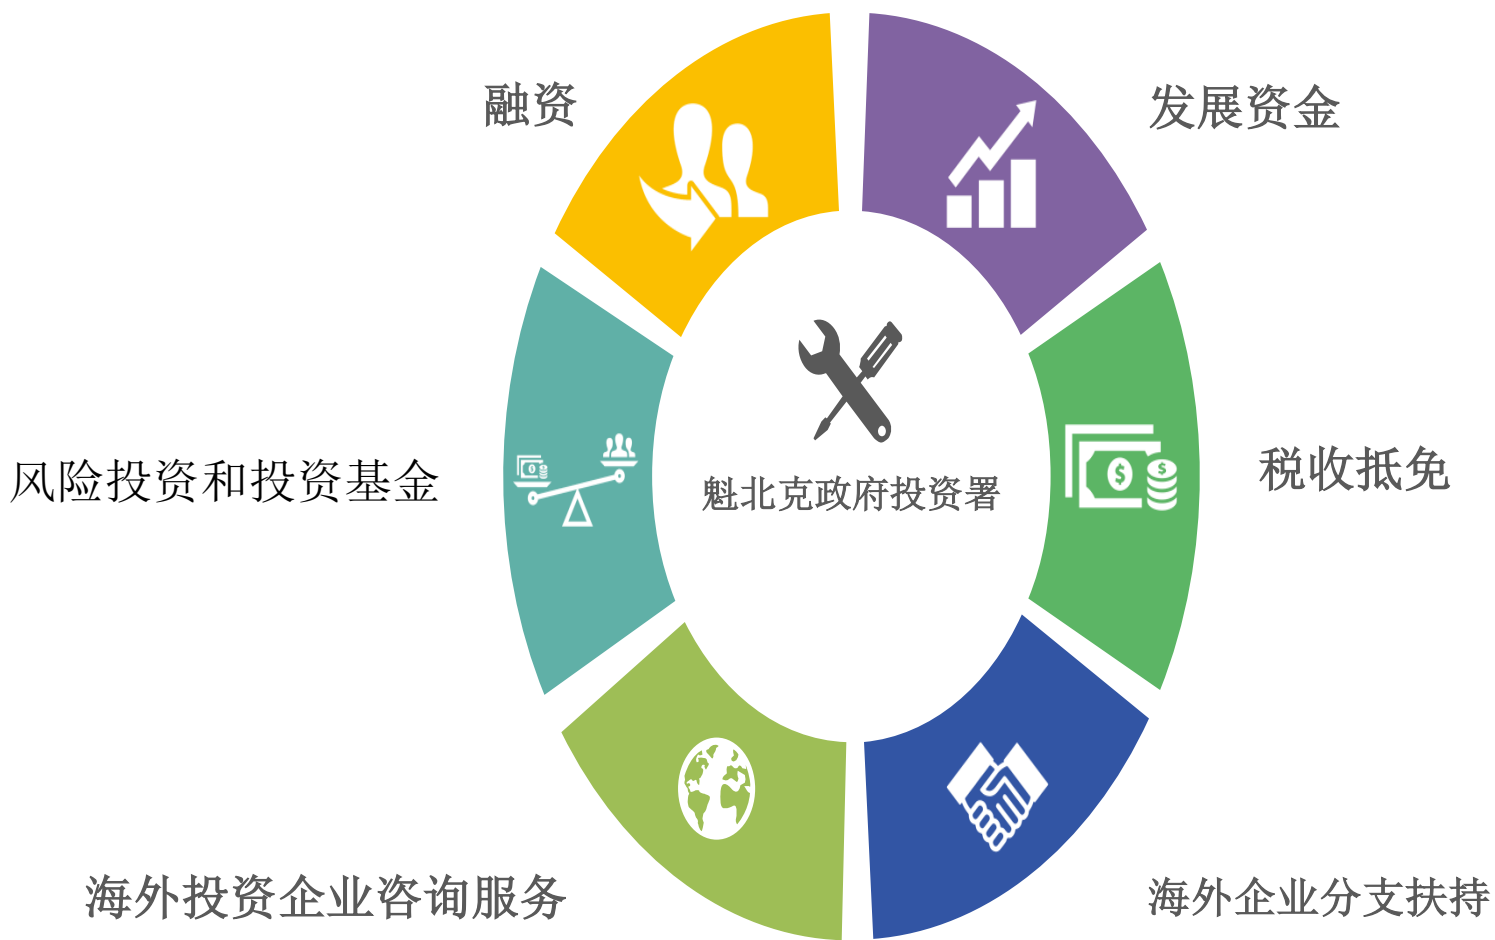 融资
发展资金
风险投资和投资基金
魁北克政府投资署
税收抵免
海外投资企业咨询服务
海外企业分支扶持